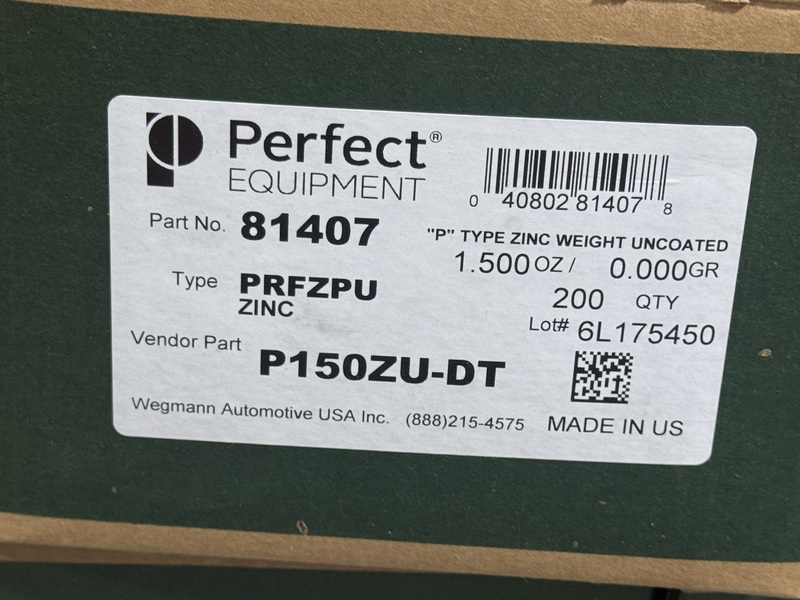 Perfect®
EQUIPMENT
0 40802 81407 8
Part No. 81407
"P" TYPE ZINC WEIGHT UNCOATED
1.500 OZ / 0.000GR
Type PRFZPU
ZINC
200 QTY
Lot# 6L175450
Vendor Part
P150ZU-DT
Wegmann Automotive USA Inc. (888)215-4575
MADE IN US